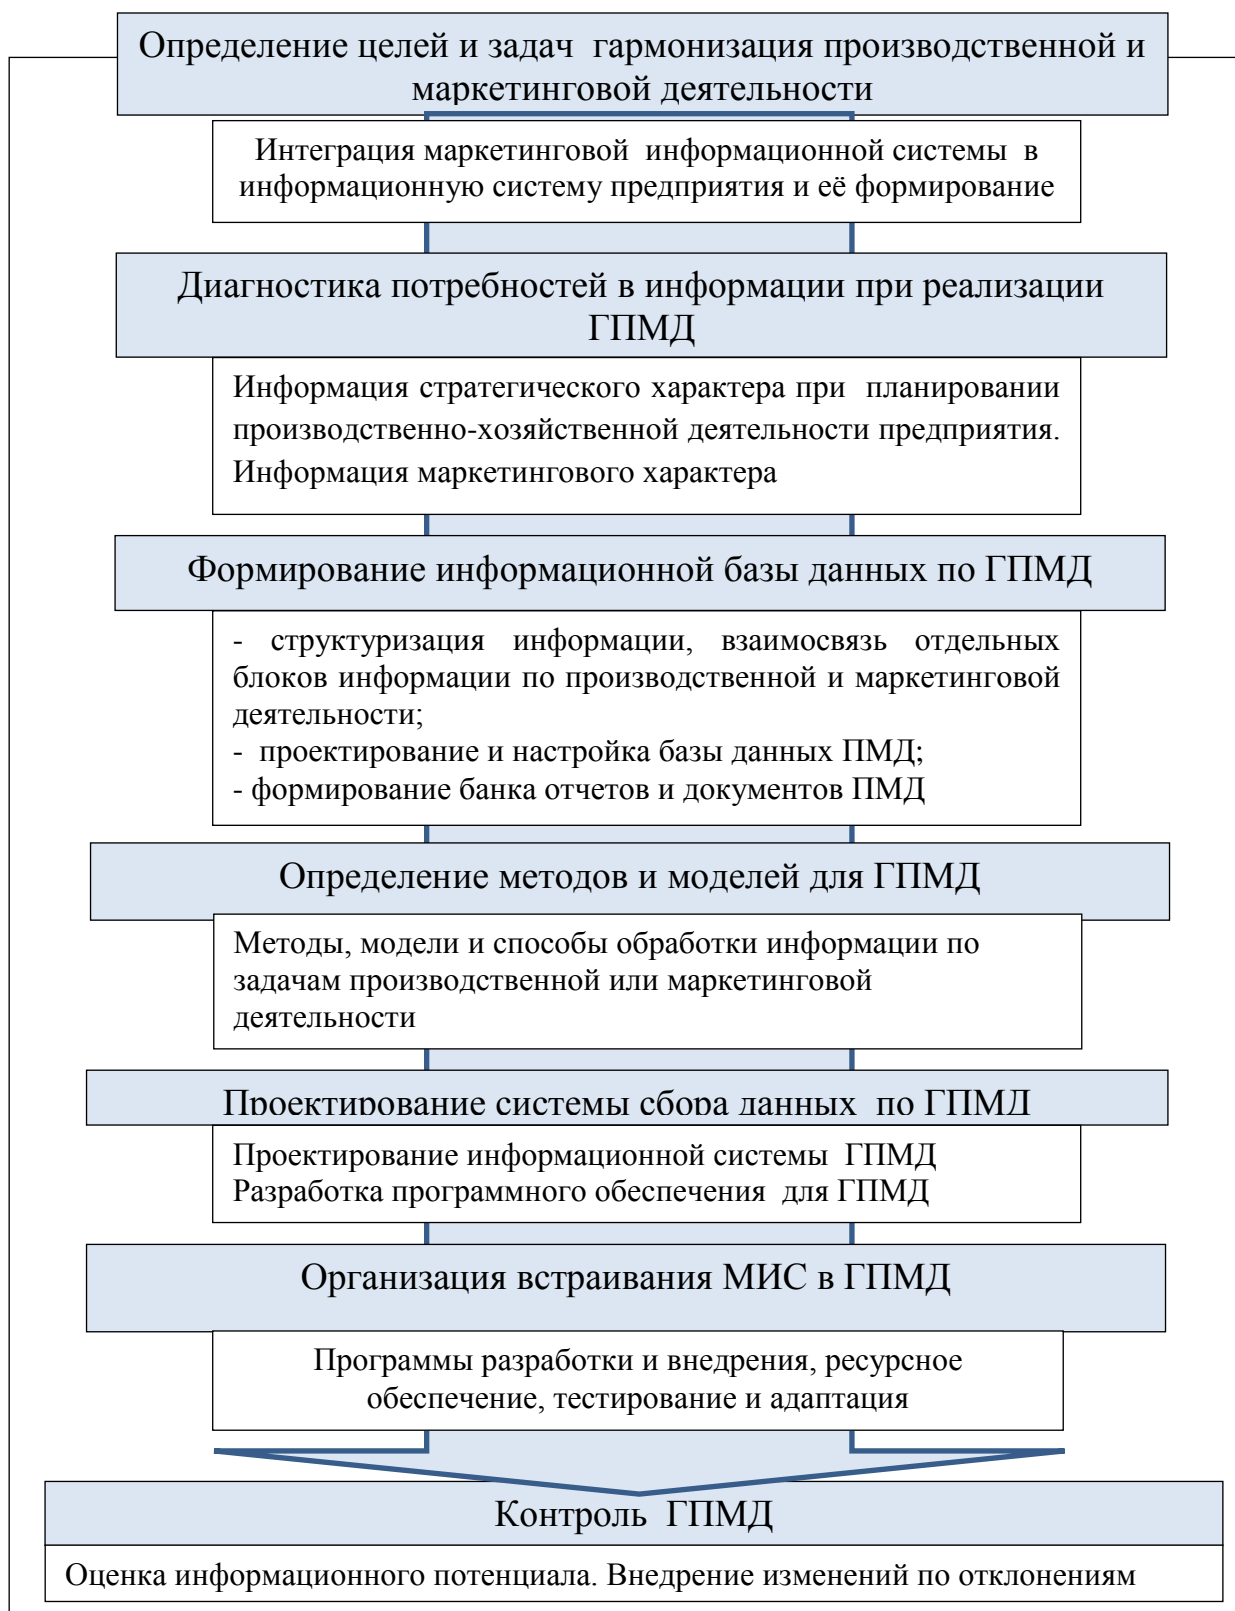 Определение целей и задач гармонизация производственной и
маркетинговой деятельности
Интеграция маркетинговой информационной системы в
информационную систему предприятия и её формирование
Диагностика потребностей в информации при реализации
ГПМД
Информация стратегического характера при планировании
производственно-хозяйственной деятельности предприятия.
Информация маркетингового характера
Формирование информационной базы данных по ГПМД
- структуризация информации, взаимосвязь отдельных
блоков информации по производственной и маркетинговой
деятельности;
- проектирование и настройка базы данных ПМД;
- формирование банка отчетов и документов ПМД
Определение методов и моделей для ГПМД
Методы, модели и способы обработки информации по
задачам производственной или маркетинговой
деятельности
Проектирование системы сбора данных по ГПМД
Проектирование информационной системы ГПМД
Разработка программного обеспечения для ГПМД
Организация встраивания МИС в ГПМД
Программы разработки и внедрения, ресурсное
обеспечение, тестирование и адаптация
Контроль ГПМД
Оценка информационного потенциала. Внедрение изменений по отклонениям